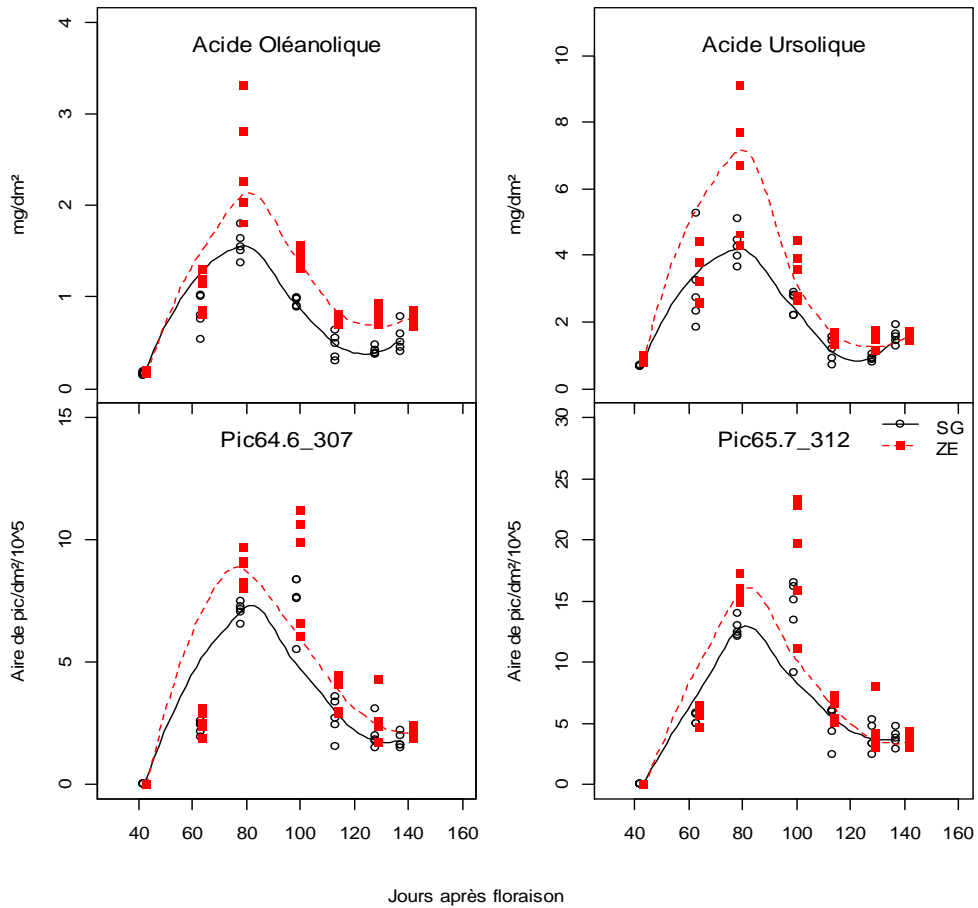 Acide Oléanolique
mg/dm²
0
1
2
3
4
Acide Ursolique
mg/dm²
0
2
4
6
8
10
Pic64.6_307
Aire de pic/dm²/10^5
0
5
10
15
40 60 80 100 120 140 160
Pic65.7_312
SG
ZE
Aire de pic/dm²/10^5
0
5
10
15
20
25
30
40 60 80 100 120 140 160
Jours après floraison